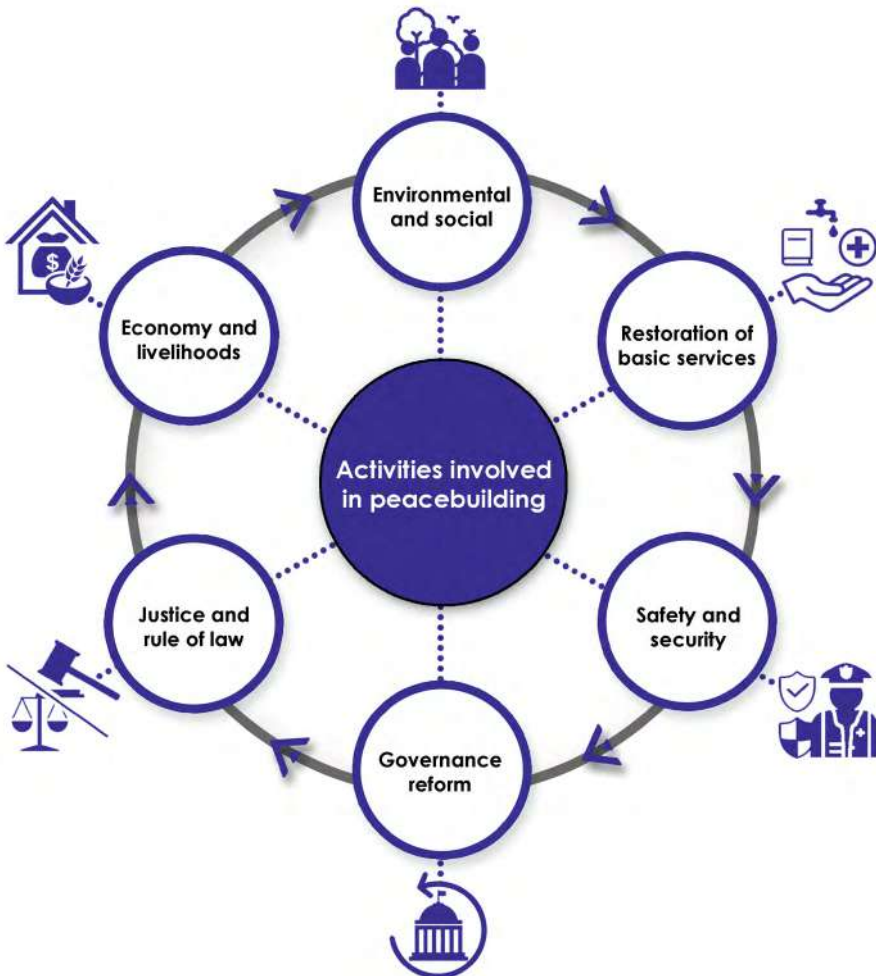 Environmental
and social
Restoration of
basic services
Safety and
security
Governance
reform
Justice and
rule of law
Economy and
livelihoods
Activities involved
in peacebuilding
$